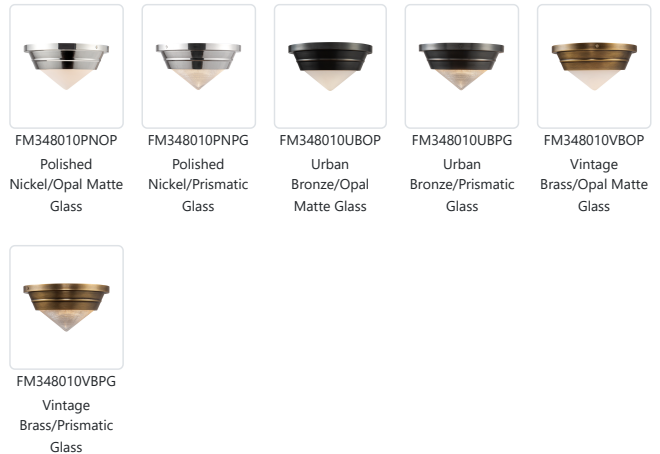 FM348010PNOP
Polished
Nickel/Opal Matte
Glass
FM348010PNPG
Polished
Nickel/Prismatic
Glass
FM348010UBOP
Urban
Bronze/Opal
Matte Glass
FM348010UBPG
Urban
Bronze/Prismatic
Glass
FM348010VBOP
Vintage
Brass/Opal Matte
Glass
FM348010VBPG
Vintage
Brass/Prismatic
Glass